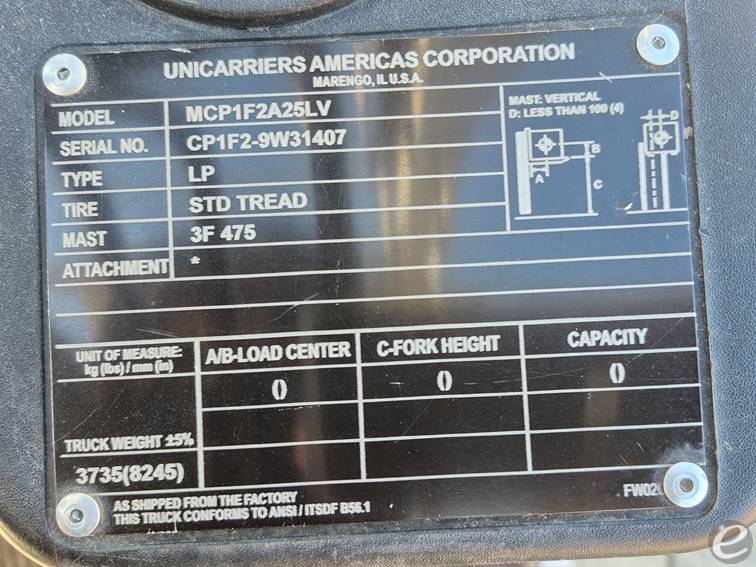 UNICARRIERS AMERICAS CORPORATION
MARENGO, IL U.S.A.
MODEL MCP1F2A25LV
SERIAL NO. CP1F2-9W31407
TYPE LP
TIRE STD TREAD
MAST 3F 475
ATTACHMENT *
MAST: VERTICAL
D: LESS THAN 100 (4)
D
B
A
C
UNIT OF MEASURE:
kg (lbs) / mm (in)
A/B-LOAD CENTER C-FORK HEIGHT CAPACITY
() () ()
TRUCK WEIGHT ±5%
3735(8245)
AS SHIPPED FROM THE FACTORY
THIS TRUCK CONFORMS TO ANSI / ITSDF B56.1